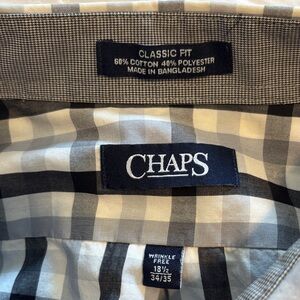 CLASSIC FIT
60% COTTON 40% POLYESTER
MADE IN BANGLADESH
CHAPS
WRINKLE
FREE
18½
34/35